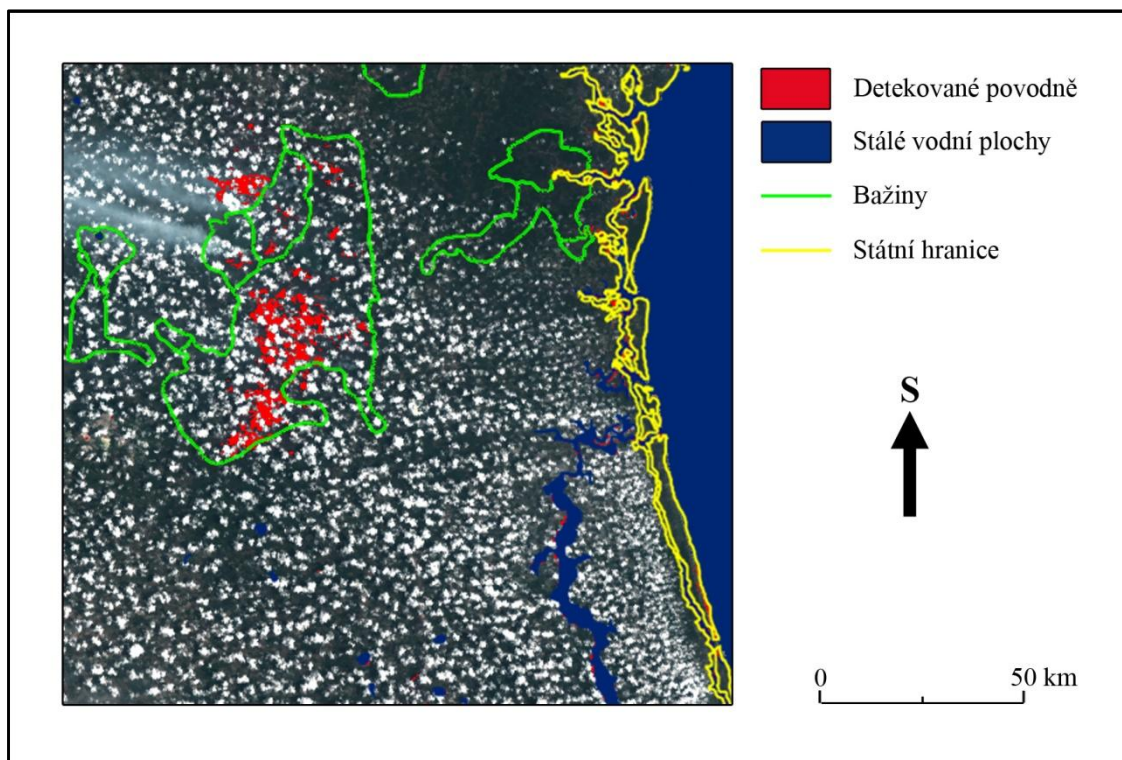 Detekované povodně
Stálé vodní plochy
Bažiny
Státní hranice
S
0 50 km